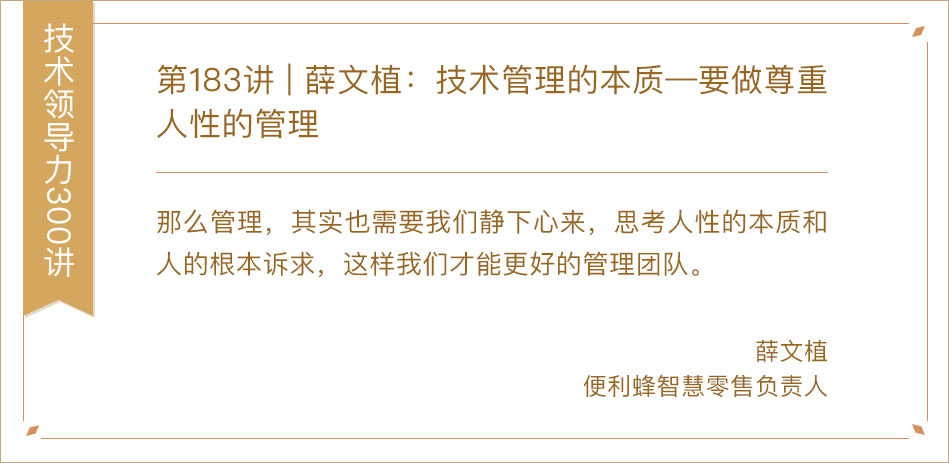 技术领导力300讲
第183讲 | 薛文植：技术管理的本质—要做尊重
人性的管理
那么管理，其实也需要我们静下心来，思考人性的本质和
人的根本诉求，这样我们才能更好的管理团队。
薛文植
便利蜂智慧零售负责人